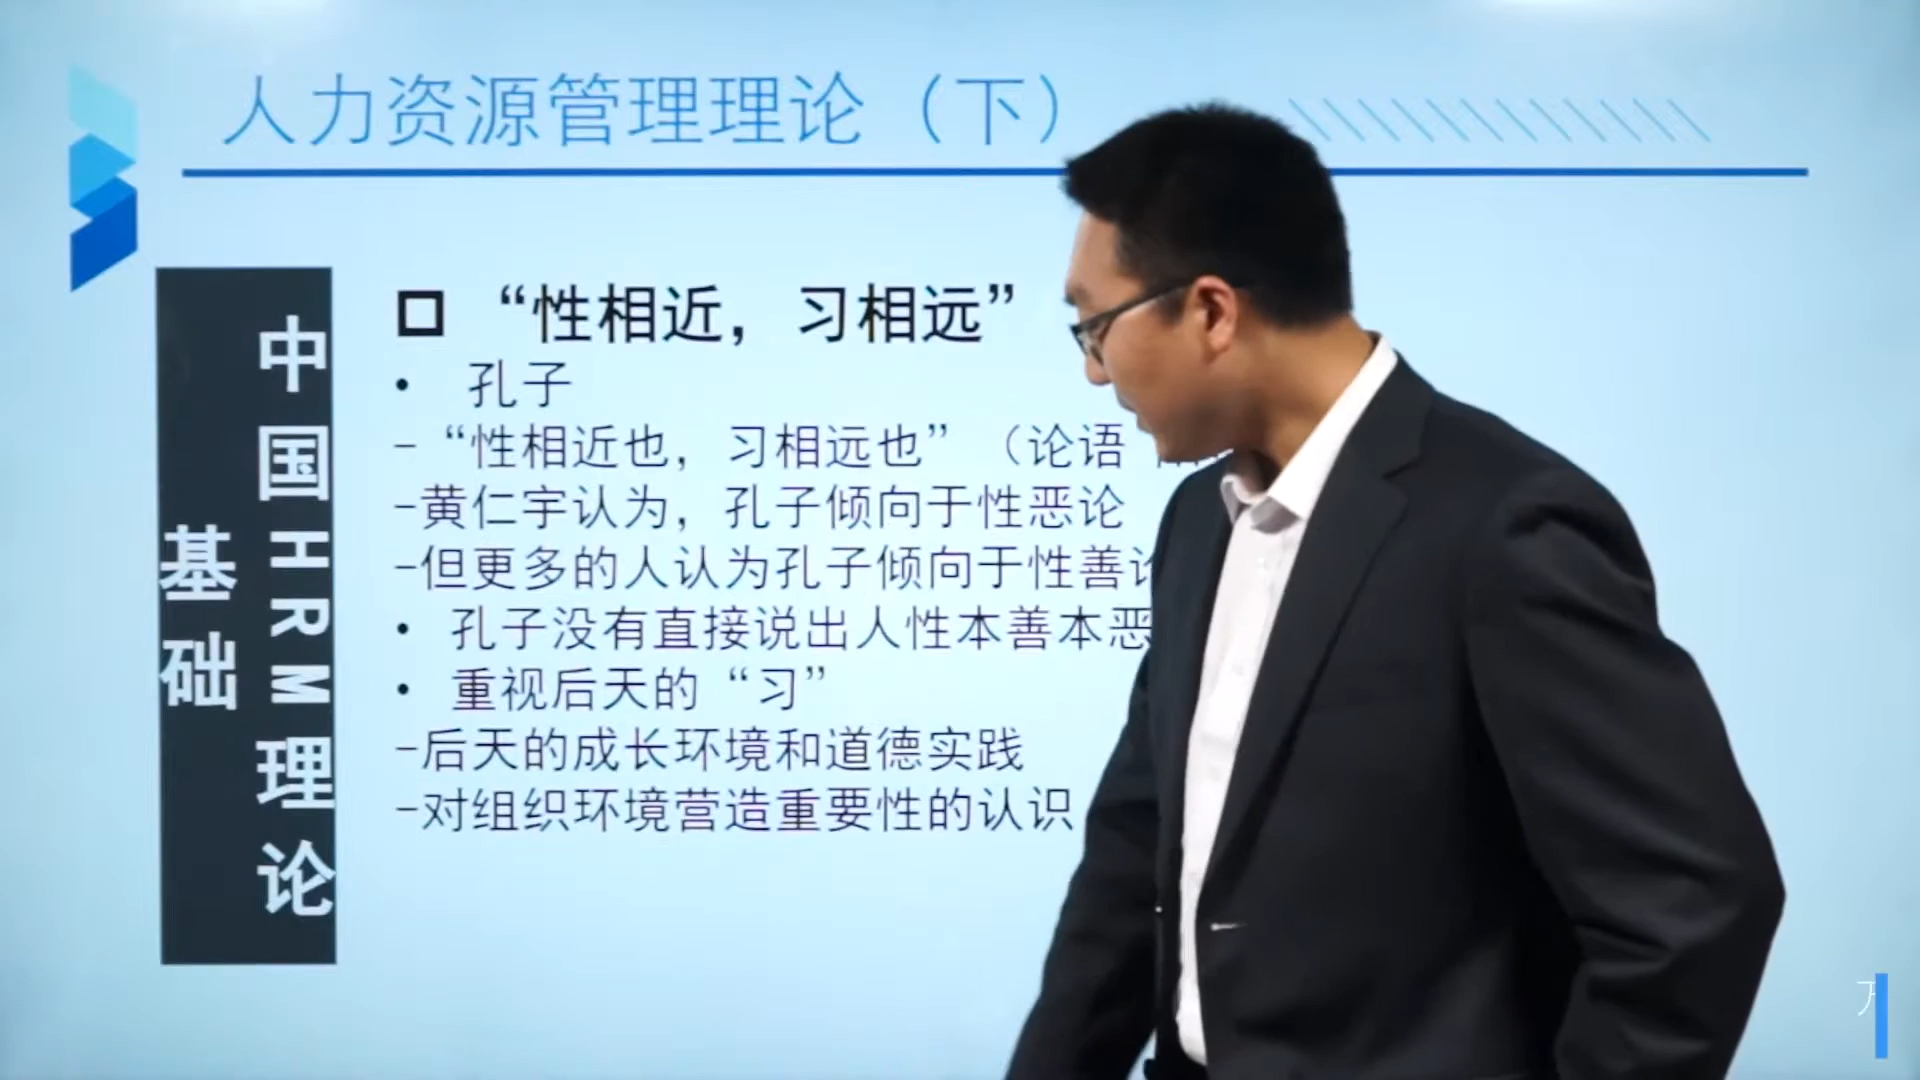 人力资源管理理论（下）
中国HRM理论
基础
“性相近，习相远”
• 孔子
-“性相近也，习相远也”（论语
-黄仁宇认为，孔子倾向于性恶论
-但更多的人认为孔子倾向于性善论
• 孔子没有直接说出人性本善本恶
• 重视后天的“习”
-后天的成长环境和道德实践
-对组织环境营造重要性的认识